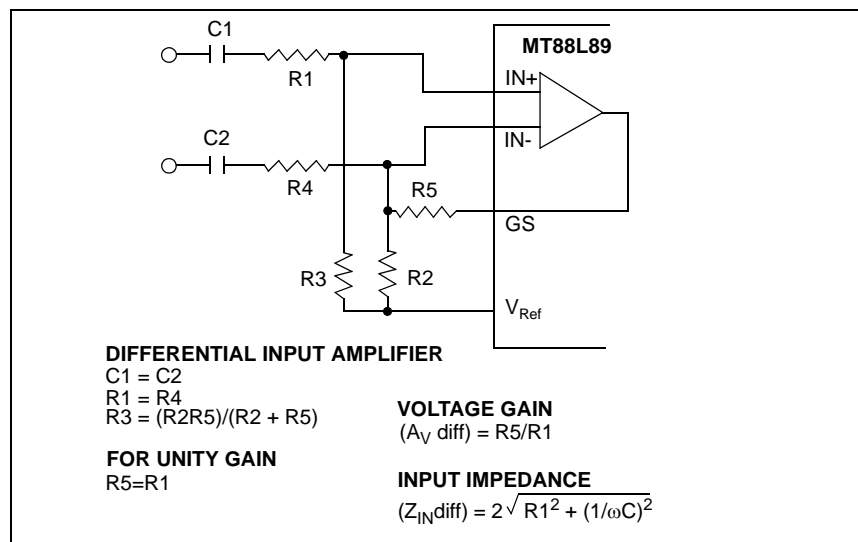 C1
MT88L89
R1
IN+
C2
IN-
R4
R5
GS
R3
R2
V_Ref
DIFFERENTIAL INPUT AMPLIFIER
C1 = C2
R1 = R4
R3 = (R2R5)/(R2 + R5)
VOLTAGE GAIN
(A_V diff) = R5/R1
FOR UNITY GAIN
R5=R1
INPUT IMPEDANCE
(Z_INdiff) = 2√R1² + (1/ωC)²